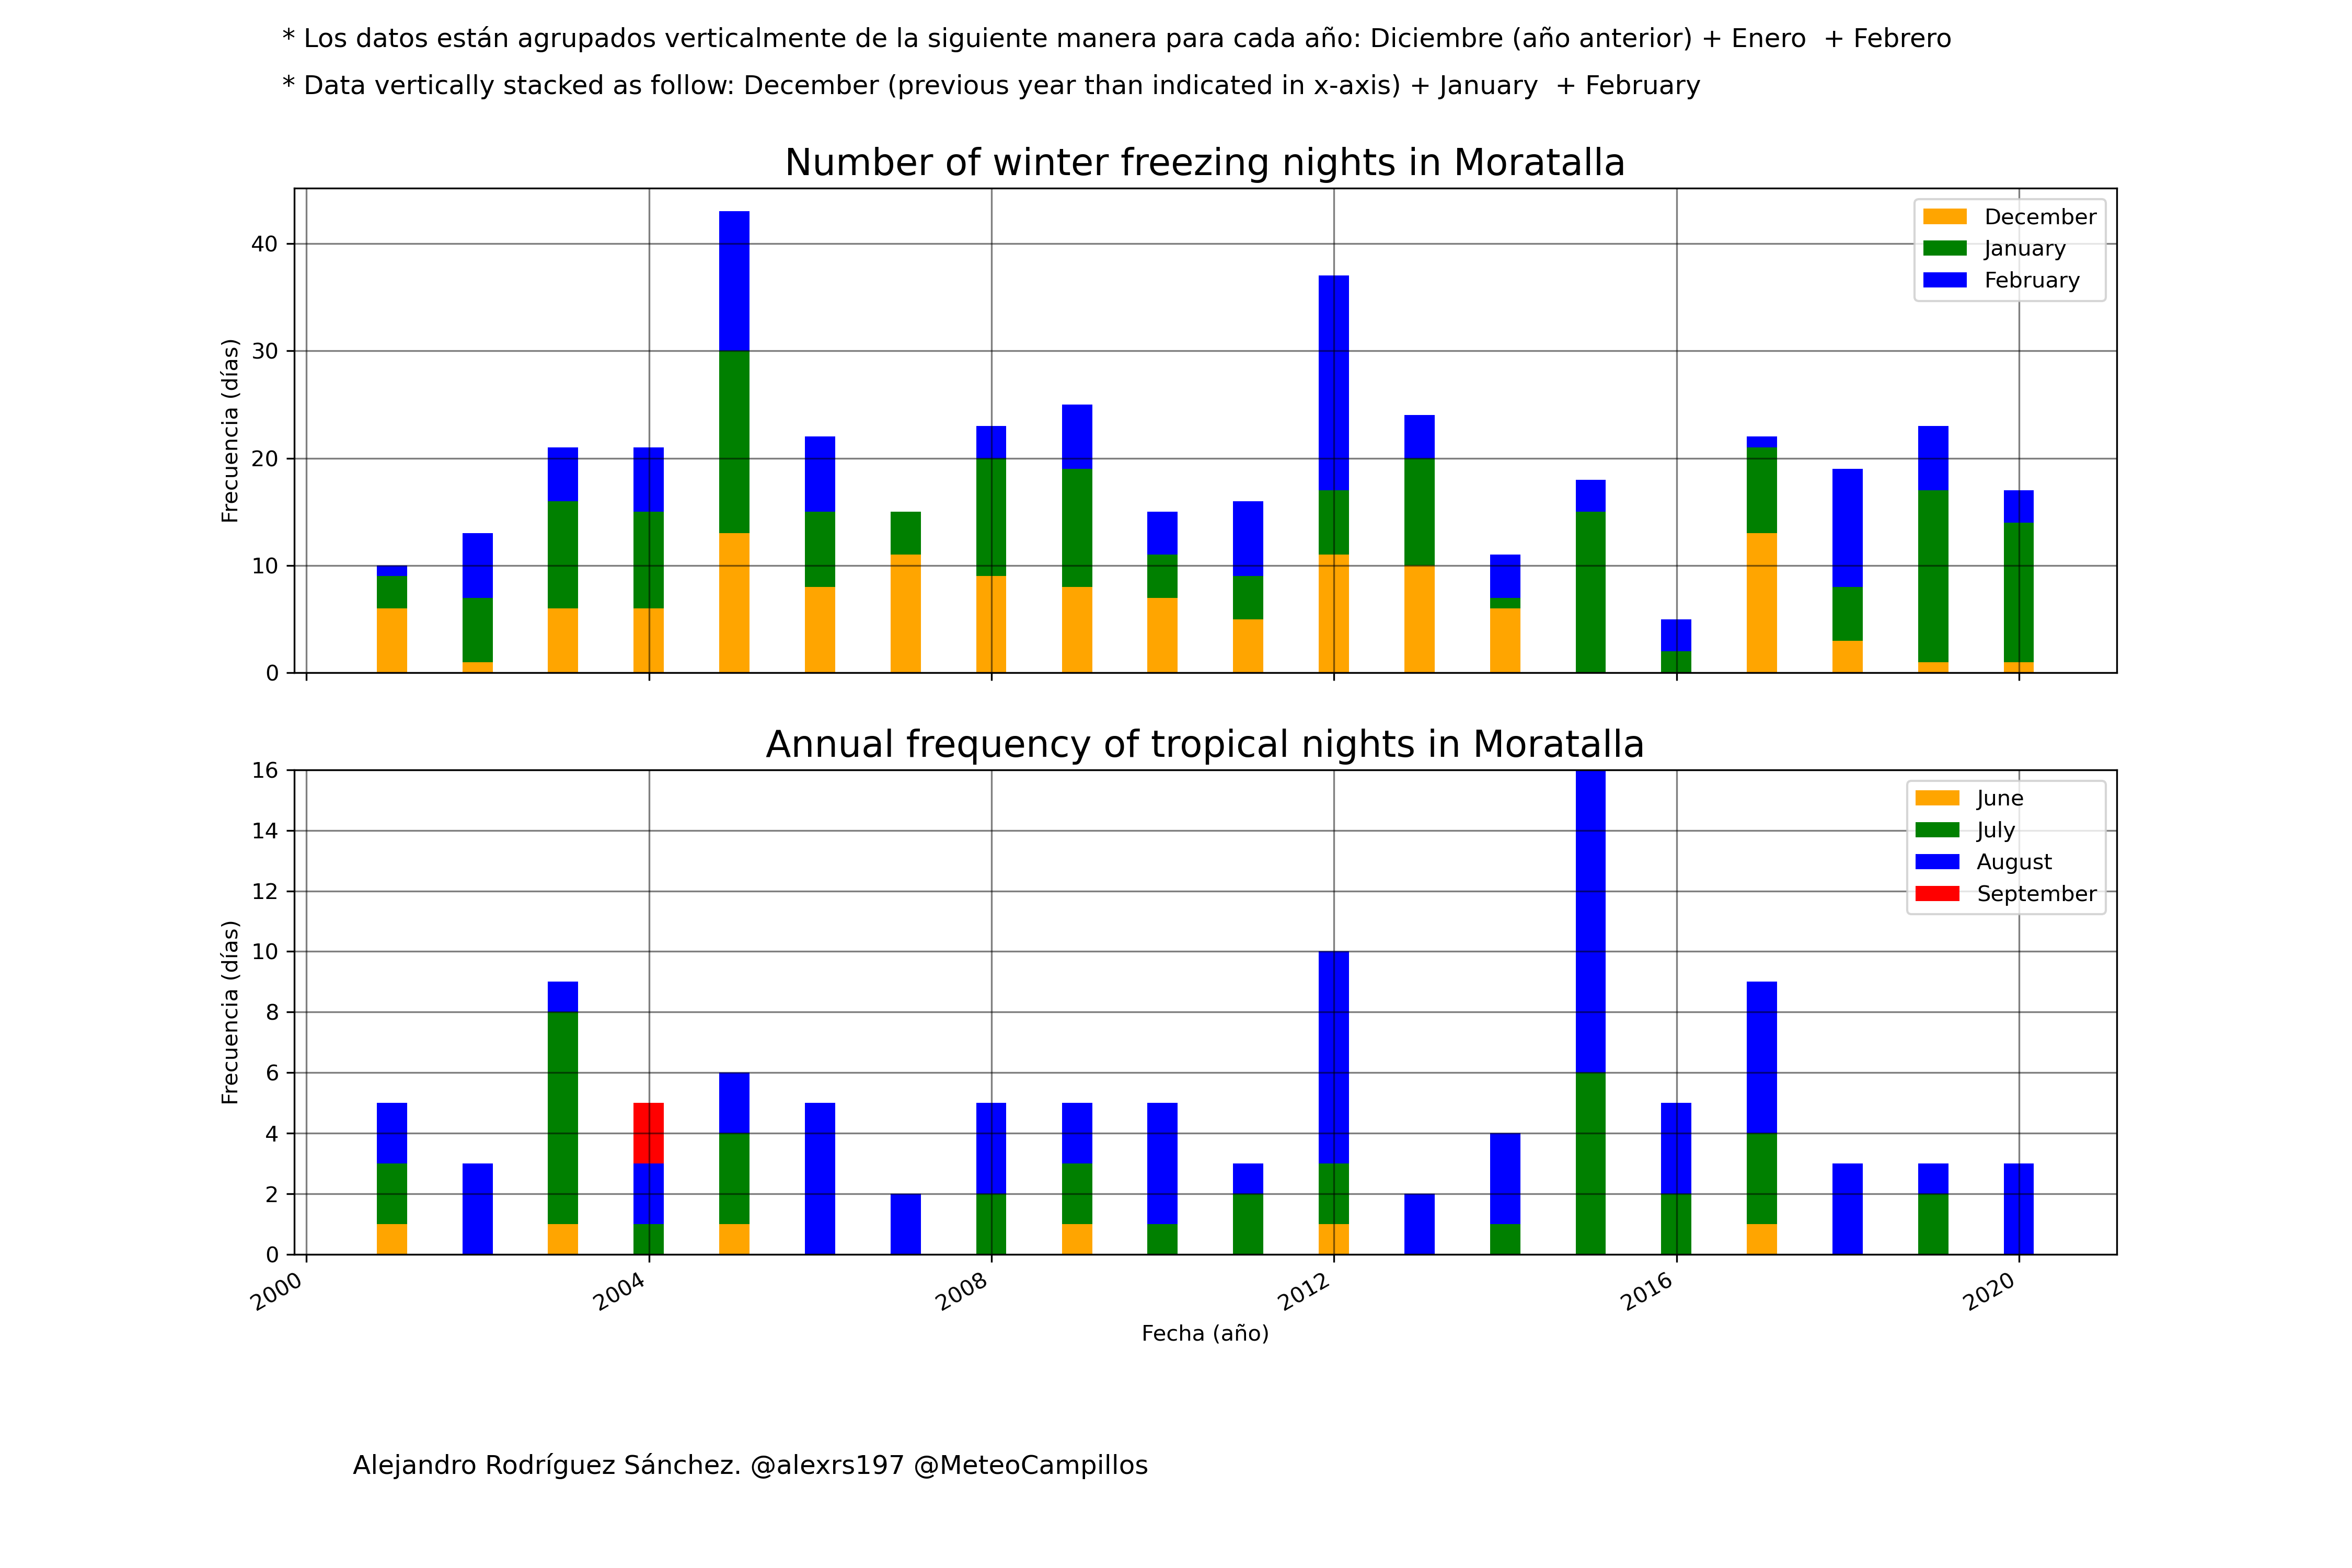 * Los datos están agrupados verticalmente de la siguiente manera para cada año: Diciembre (año anterior) + Enero  + Febrero
* Data vertically stacked as follow: December (previous year than indicated in x-axis) + January  + February
Number of winter freezing nights in Moratalla
Frecuencia (días)
40
30
20
10
0
December
January
February
Annual frequency of tropical nights in Moratalla
Frecuencia (días)
16
14
12
10
8
6
4
2
0
June
July
August
September
2000
2004
2008
2012
2016
2020
Fecha (año)
Alejandro Rodríguez Sánchez. @alexrs197 @MeteoCampillos